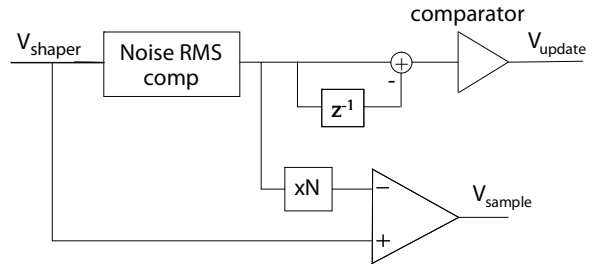 comparator
V_shaper
Noise RMS
comp
+
V_update
-
z⁻¹
xN
−
V_sample
+